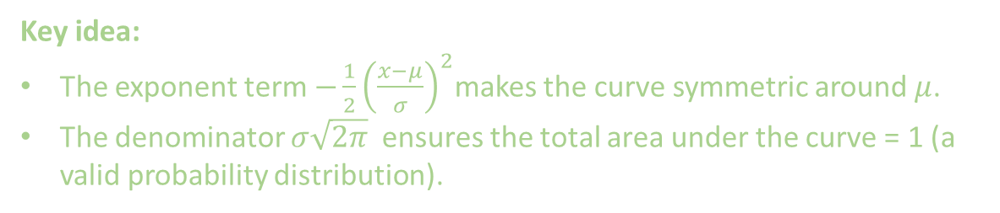 Key idea:
• The exponent term $-\frac{1}{2}\left(\frac{x-\mu}{\sigma}\right)^2$ makes the curve symmetric around $\mu$.
• The denominator $\sigma\sqrt{2\pi}$ ensures the total area under the curve = 1 (a
valid probability distribution).